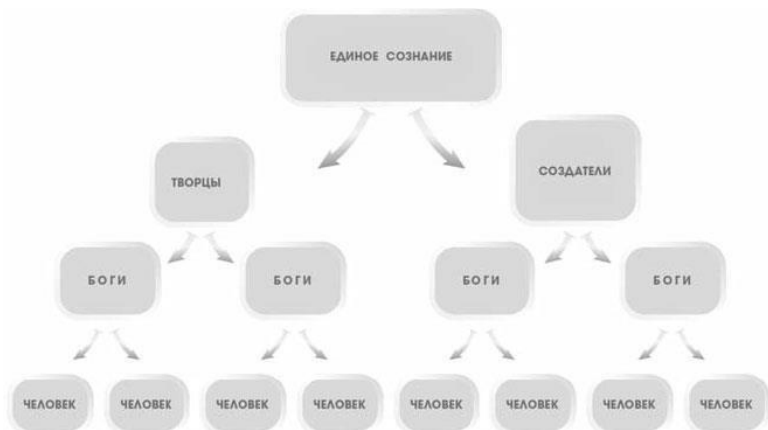 ЕДИНОЕ СОЗНАНИЕ
ТВОРЦЫ
СОЗДАТЕЛИ
БОГИ
БОГИ
БОГИ
БОГИ
ЧЕЛОВЕК
ЧЕЛОВЕК
ЧЕЛОВЕК
ЧЕЛОВЕК
ЧЕЛОВЕК
ЧЕЛОВЕК
ЧЕЛОВЕК
ЧЕЛОВЕК